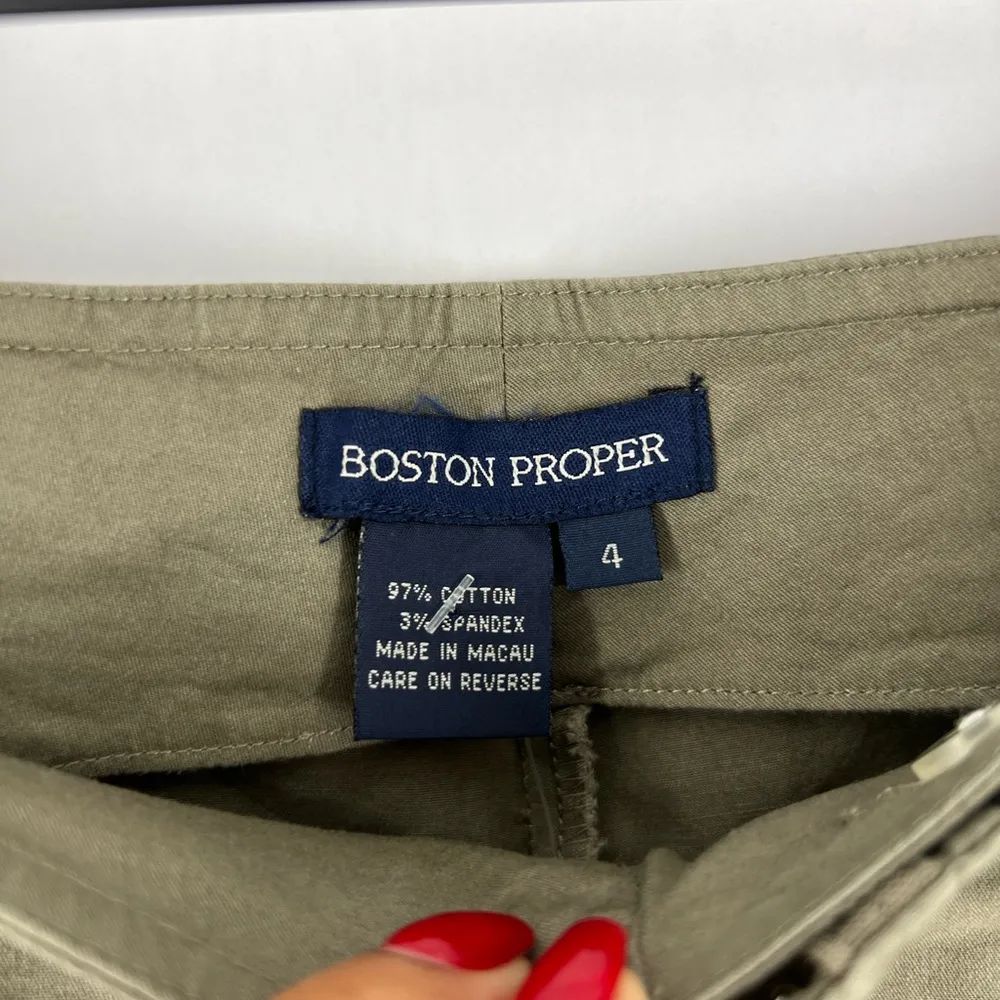 BOSTON PROPER
4
97% COTTON
3% SPANDEX
MADE IN MACAU
CARE ON REVERSE